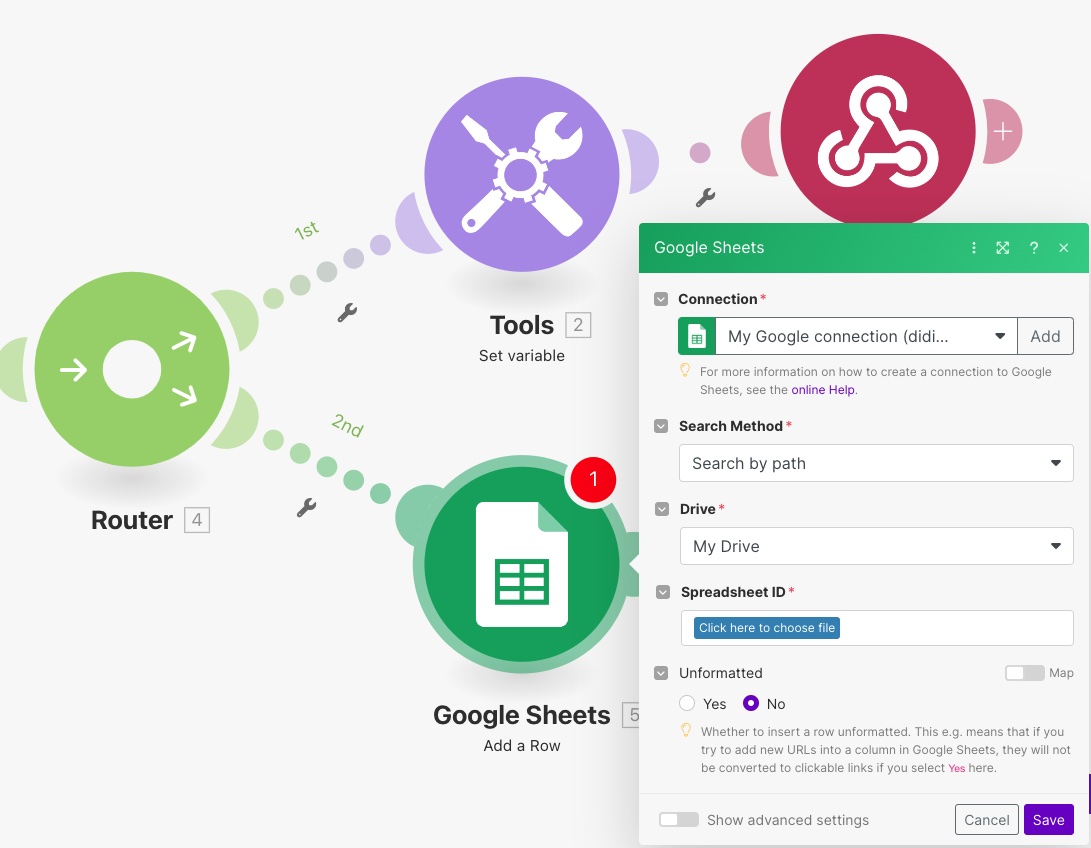 1st
Tools 2
Set variable
Router 4
2nd
1
Google Sheets 5
Add a Row
Google Sheets
?
Connection *
My Google connection (didi...
Add
For more information on how to create a connection to Google
Sheets, see the online Help.
Search Method *
Search by path
Drive *
My Drive
Spreadsheet ID *
Click here to choose file
Unformatted
Map
Yes
No
Whether to insert a row unformatted. This e.g. means that if you
try to add new URLs into a column in Google Sheets, they will not
be converted to clickable links if you select Yes here.
Show advanced settings
Cancel
Save